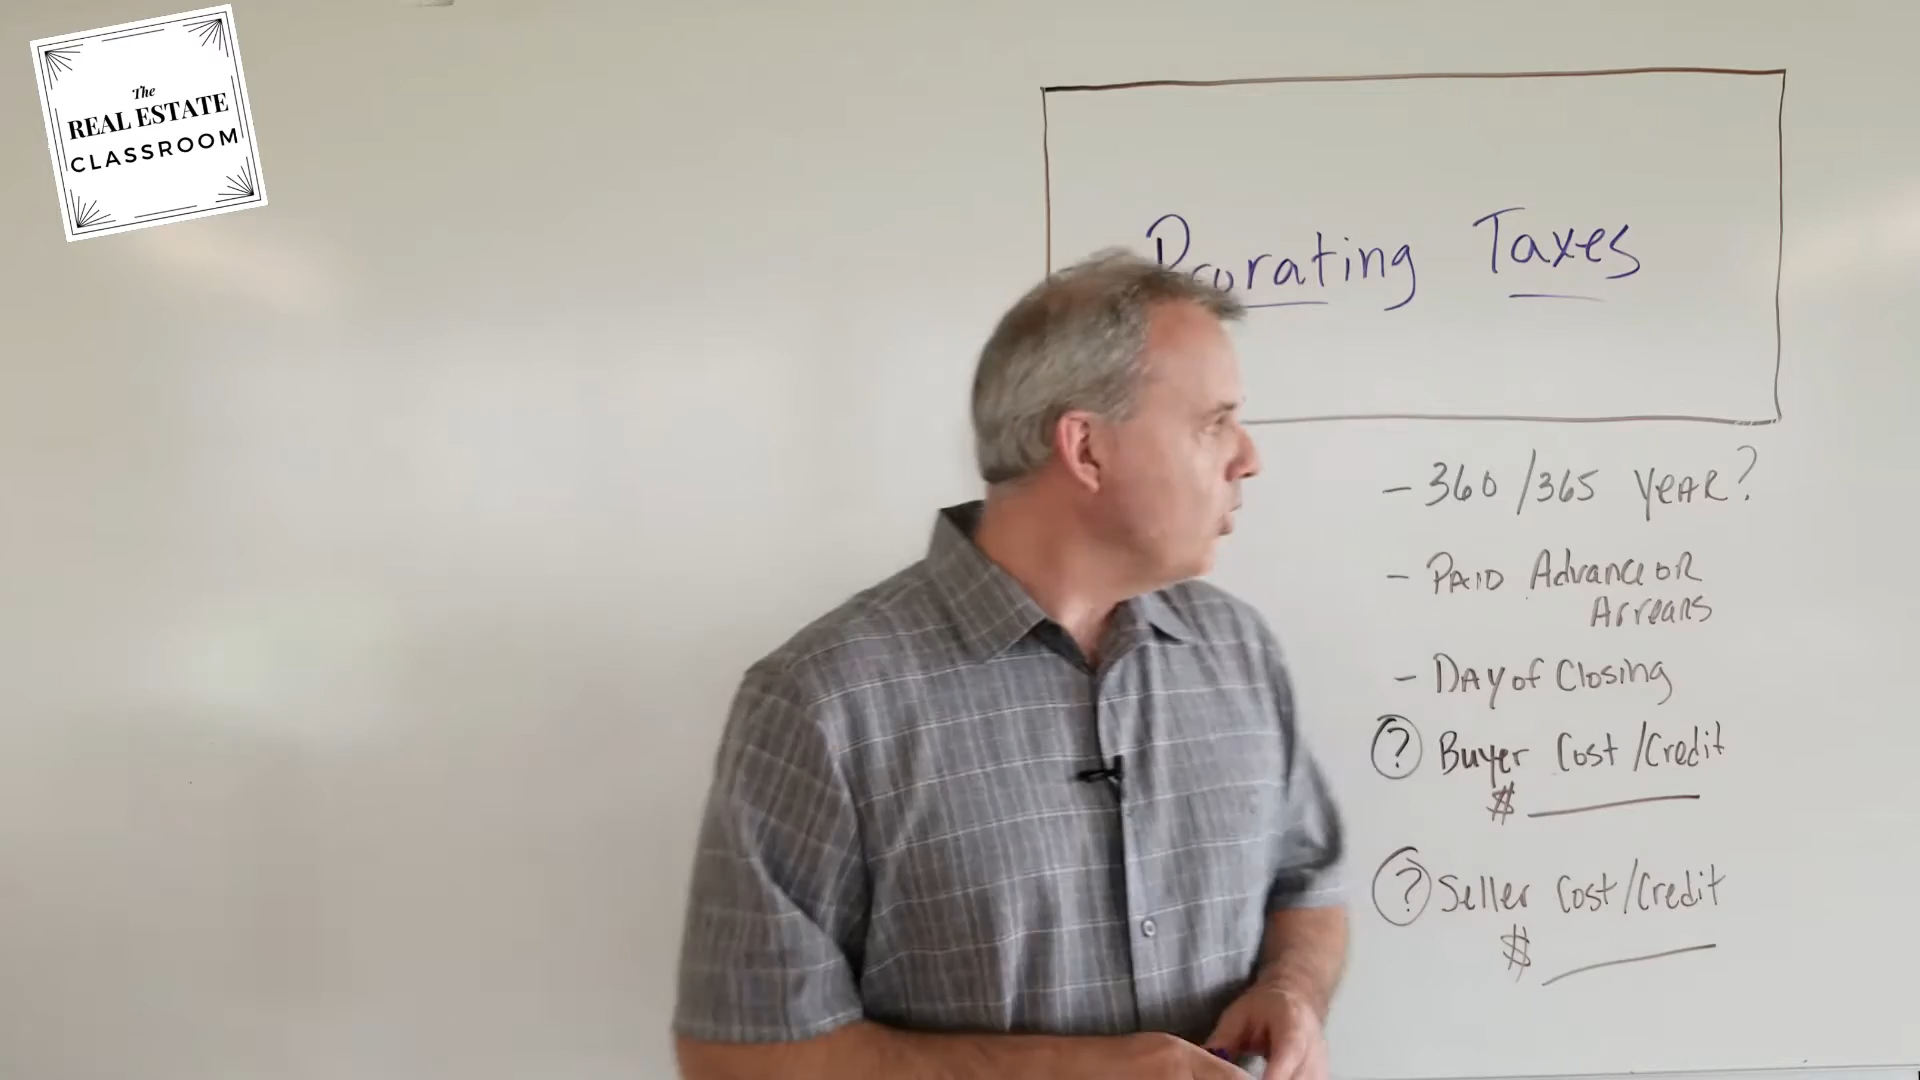 The
REAL ESTATE
CLASSROOM
Prorating Taxes
- 360/365 YEAR?
- PAID Advance OR
Arrears
- DAY of Closing
? Buyer Cost/Credit
$
? Seller Cost/Credit
$